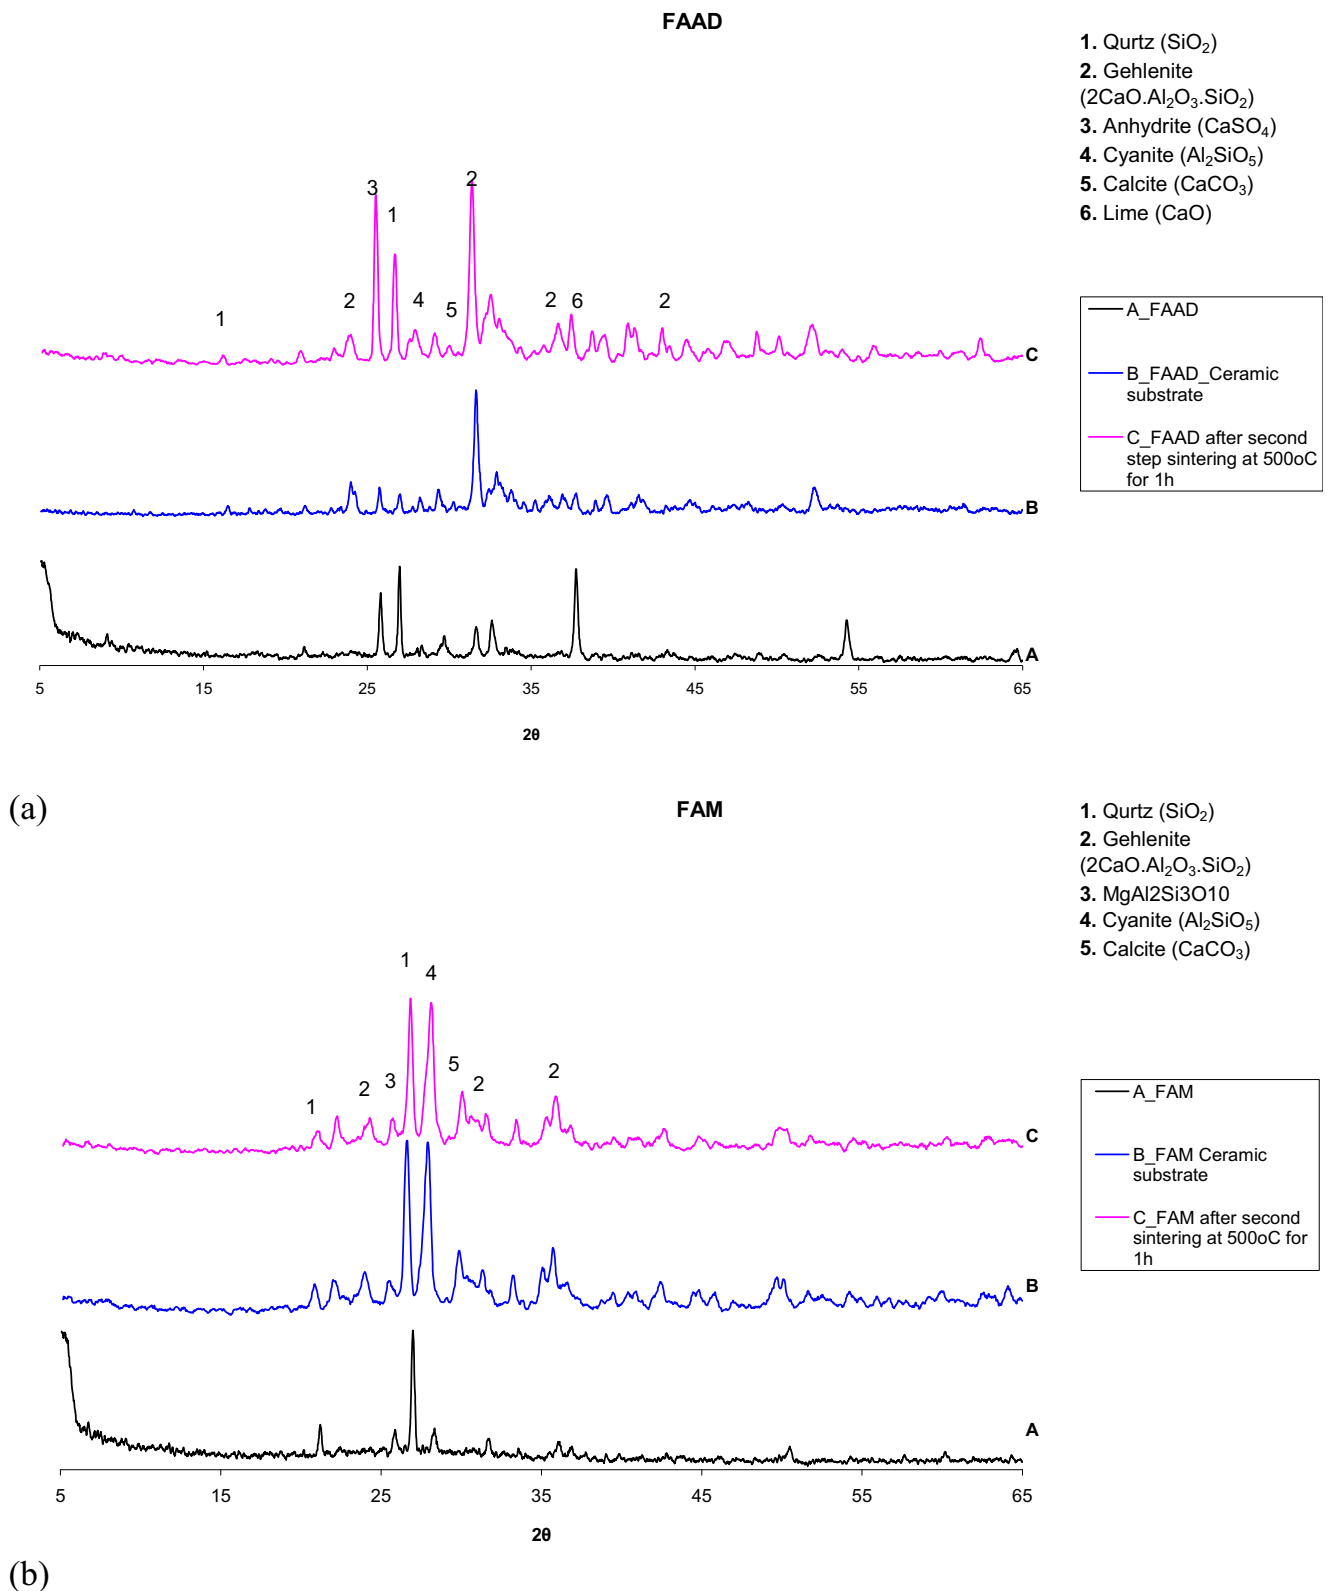 FAAD
1. Qurtz (SiO₂)
2. Gehlenite
(2CaO.Al₂O₃.SiO₂)
3. Anhydrite (CaSO₄)
4. Cyanite (Al₂SiO₅)
5. Calcite (CaCO₃)
6. Lime (CaO)
3
2
1
2
4
5
2
6
2
1
C
B
A
A_FAAD
B_FAAD_Ceramic
substrate
C_FAAD after second
step sintering at 500oC
for 1h
5 15 25 35 45 55 65
2θ
(a)
FAM
1. Qurtz (SiO₂)
2. Gehlenite
(2CaO.Al₂O₃.SiO₂)
3. MgAl2Si3O10
4. Cyanite (Al₂SiO₅)
5. Calcite (CaCO₃)
1
4
1
2
3
5
2
2
C
B
A
A_FAM
B_FAM Ceramic
substrate
C_FAM after second
sintering at 500oC for
1h
5 15 25 35 45 55 65
2θ
(b)